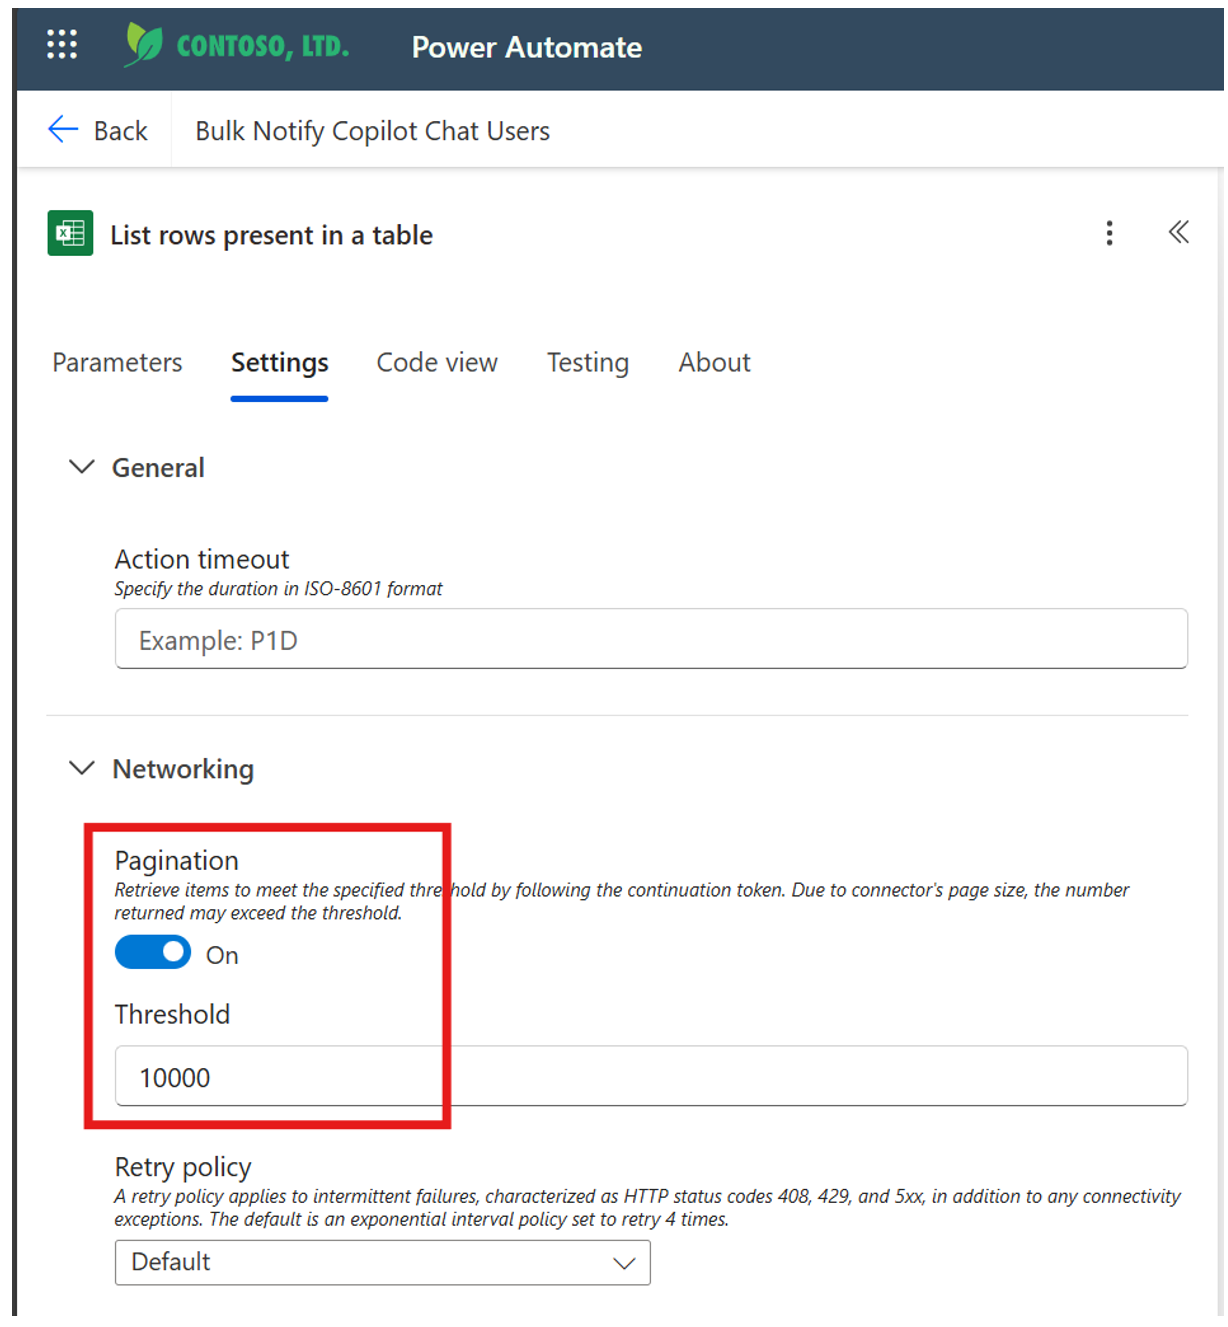 CONTOSO, LTD. Power Automate
Back Bulk Notify Copilot Chat Users
List rows present in a table
Parameters Settings Code view Testing About
General
Action timeout
Specify the duration in ISO-8601 format
Example: P1D
Networking
Pagination
Retrieve items to meet the specified threshold by following the continuation token. Due to connector's page size, the number
returned may exceed the threshold.
On
Threshold
10000
Retry policy
A retry policy applies to intermittent failures, characterized as HTTP status codes 408, 429, and 5xx, in addition to any connectivity
exceptions. The default is an exponential interval policy set to retry 4 times.
Default